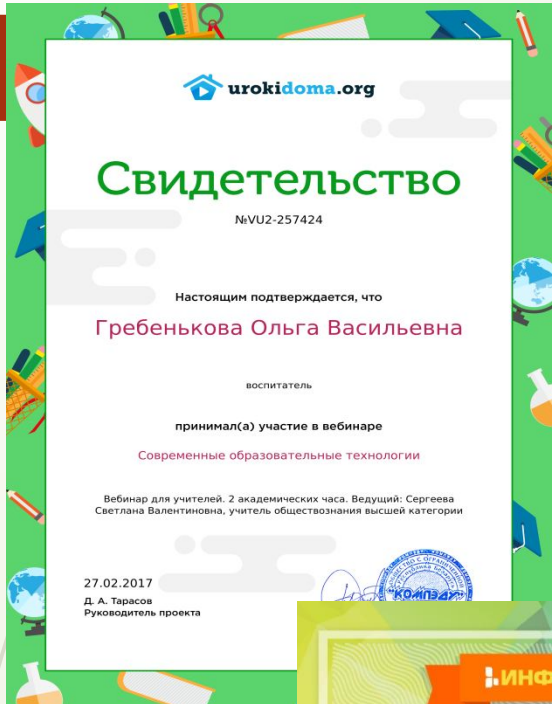 urokidoma.org
Свидетельство
№VU2-257424
Настоящим подтверждается, что
Гребенькова Ольга Васильевна
воспитатель
принимал(а) участие в вебинаре
Современные образовательные технологии
Вебинар для учителей. 2 академических часа. Ведущий: Сергеева
Светлана Валентиновна, учитель обществознания высшей категории
27.02.2017
Д. А. Тарасов
Руководитель проекта
Республика Беларусь
"КОМПЭДУ"
ИНФ